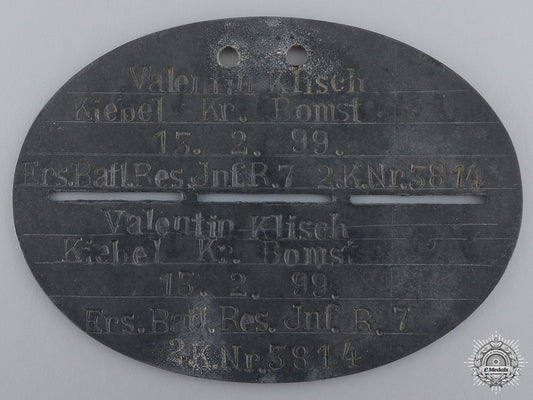 Valentin Klisch
Kiebel Kr. Bomst
13. 2. 99.
Ers.Batl.Res.Jnf.R.7 2.K.Nr.3814
Valentin Klisch
Kiebel Kr. Bomst
13. 2. 99.
Ers.Batl.Res.Jnf.R.7
2.K.Nr.3814
eMedals